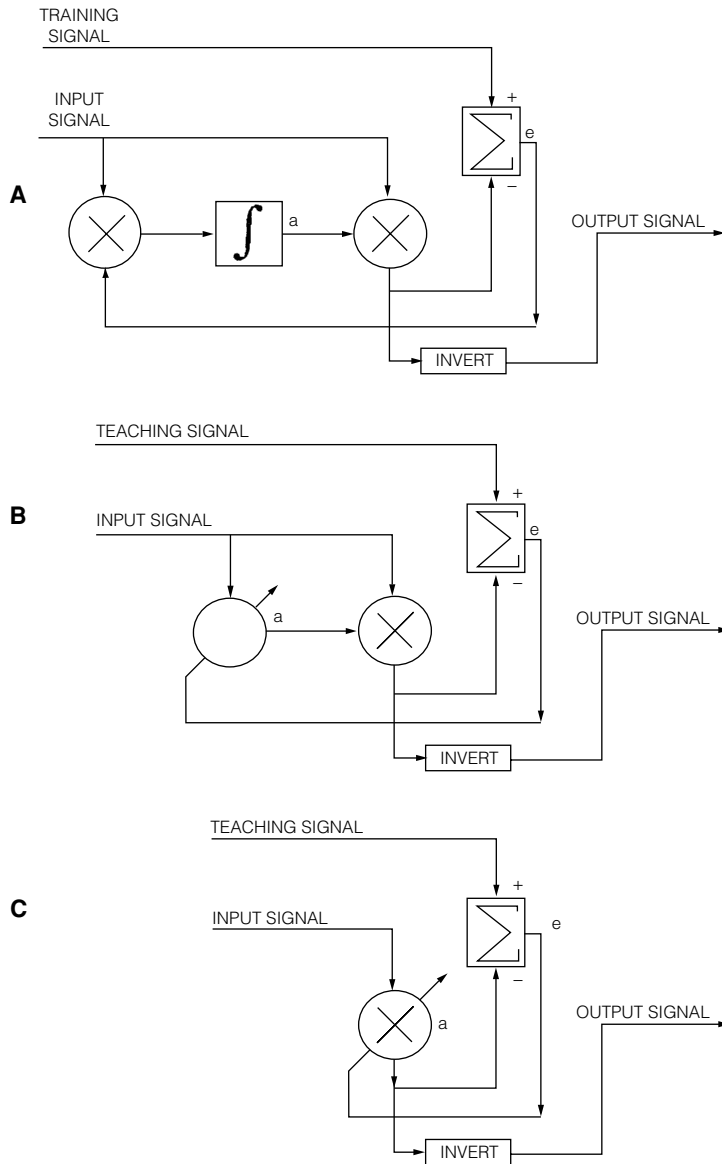 TRAINING
SIGNAL
INPUT
SIGNAL
+
e
−
A
a
∫
OUTPUT SIGNAL
INVERT
TEACHING SIGNAL
B
+
INPUT SIGNAL
e
−
a
OUTPUT SIGNAL
INVERT
TEACHING SIGNAL
C
+
INPUT SIGNAL
e
−
a
OUTPUT SIGNAL
INVERT